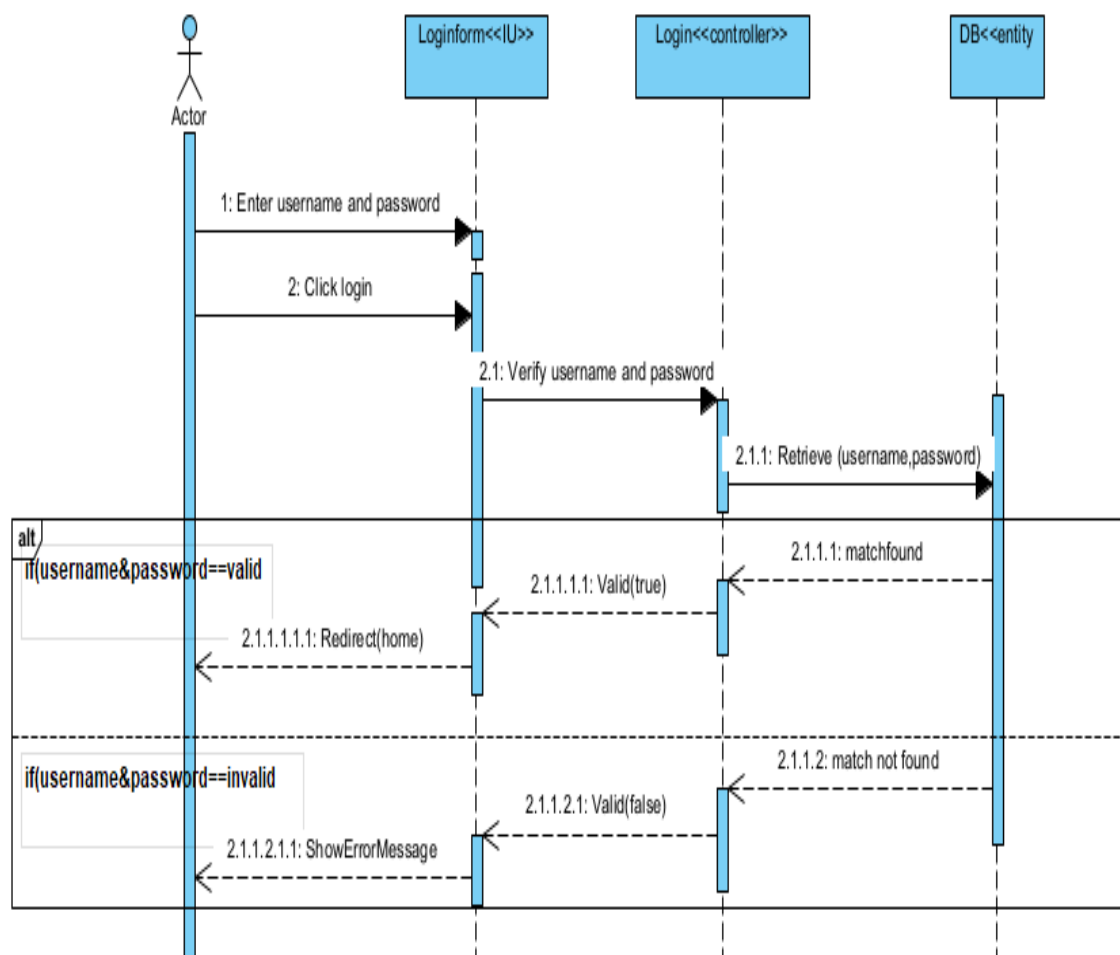 Loginform<<IU>>
Login<<controller>>
DB<<entity
Actor
1: Enter username and password
2: Click login
2.1: Verify username and password
2.1.1: Retrieve (username,password)
alt
if(username&password==valid
2.1.1.1: matchfound
2.1.1.1.1: Valid(true)
2.1.1.1.1.1: Redirect(home)
if(username&password==invalid
2.1.1.2: match not found
2.1.1.2.1: Valid(false)
2.1.1.2.1.1: ShowErrorMessage